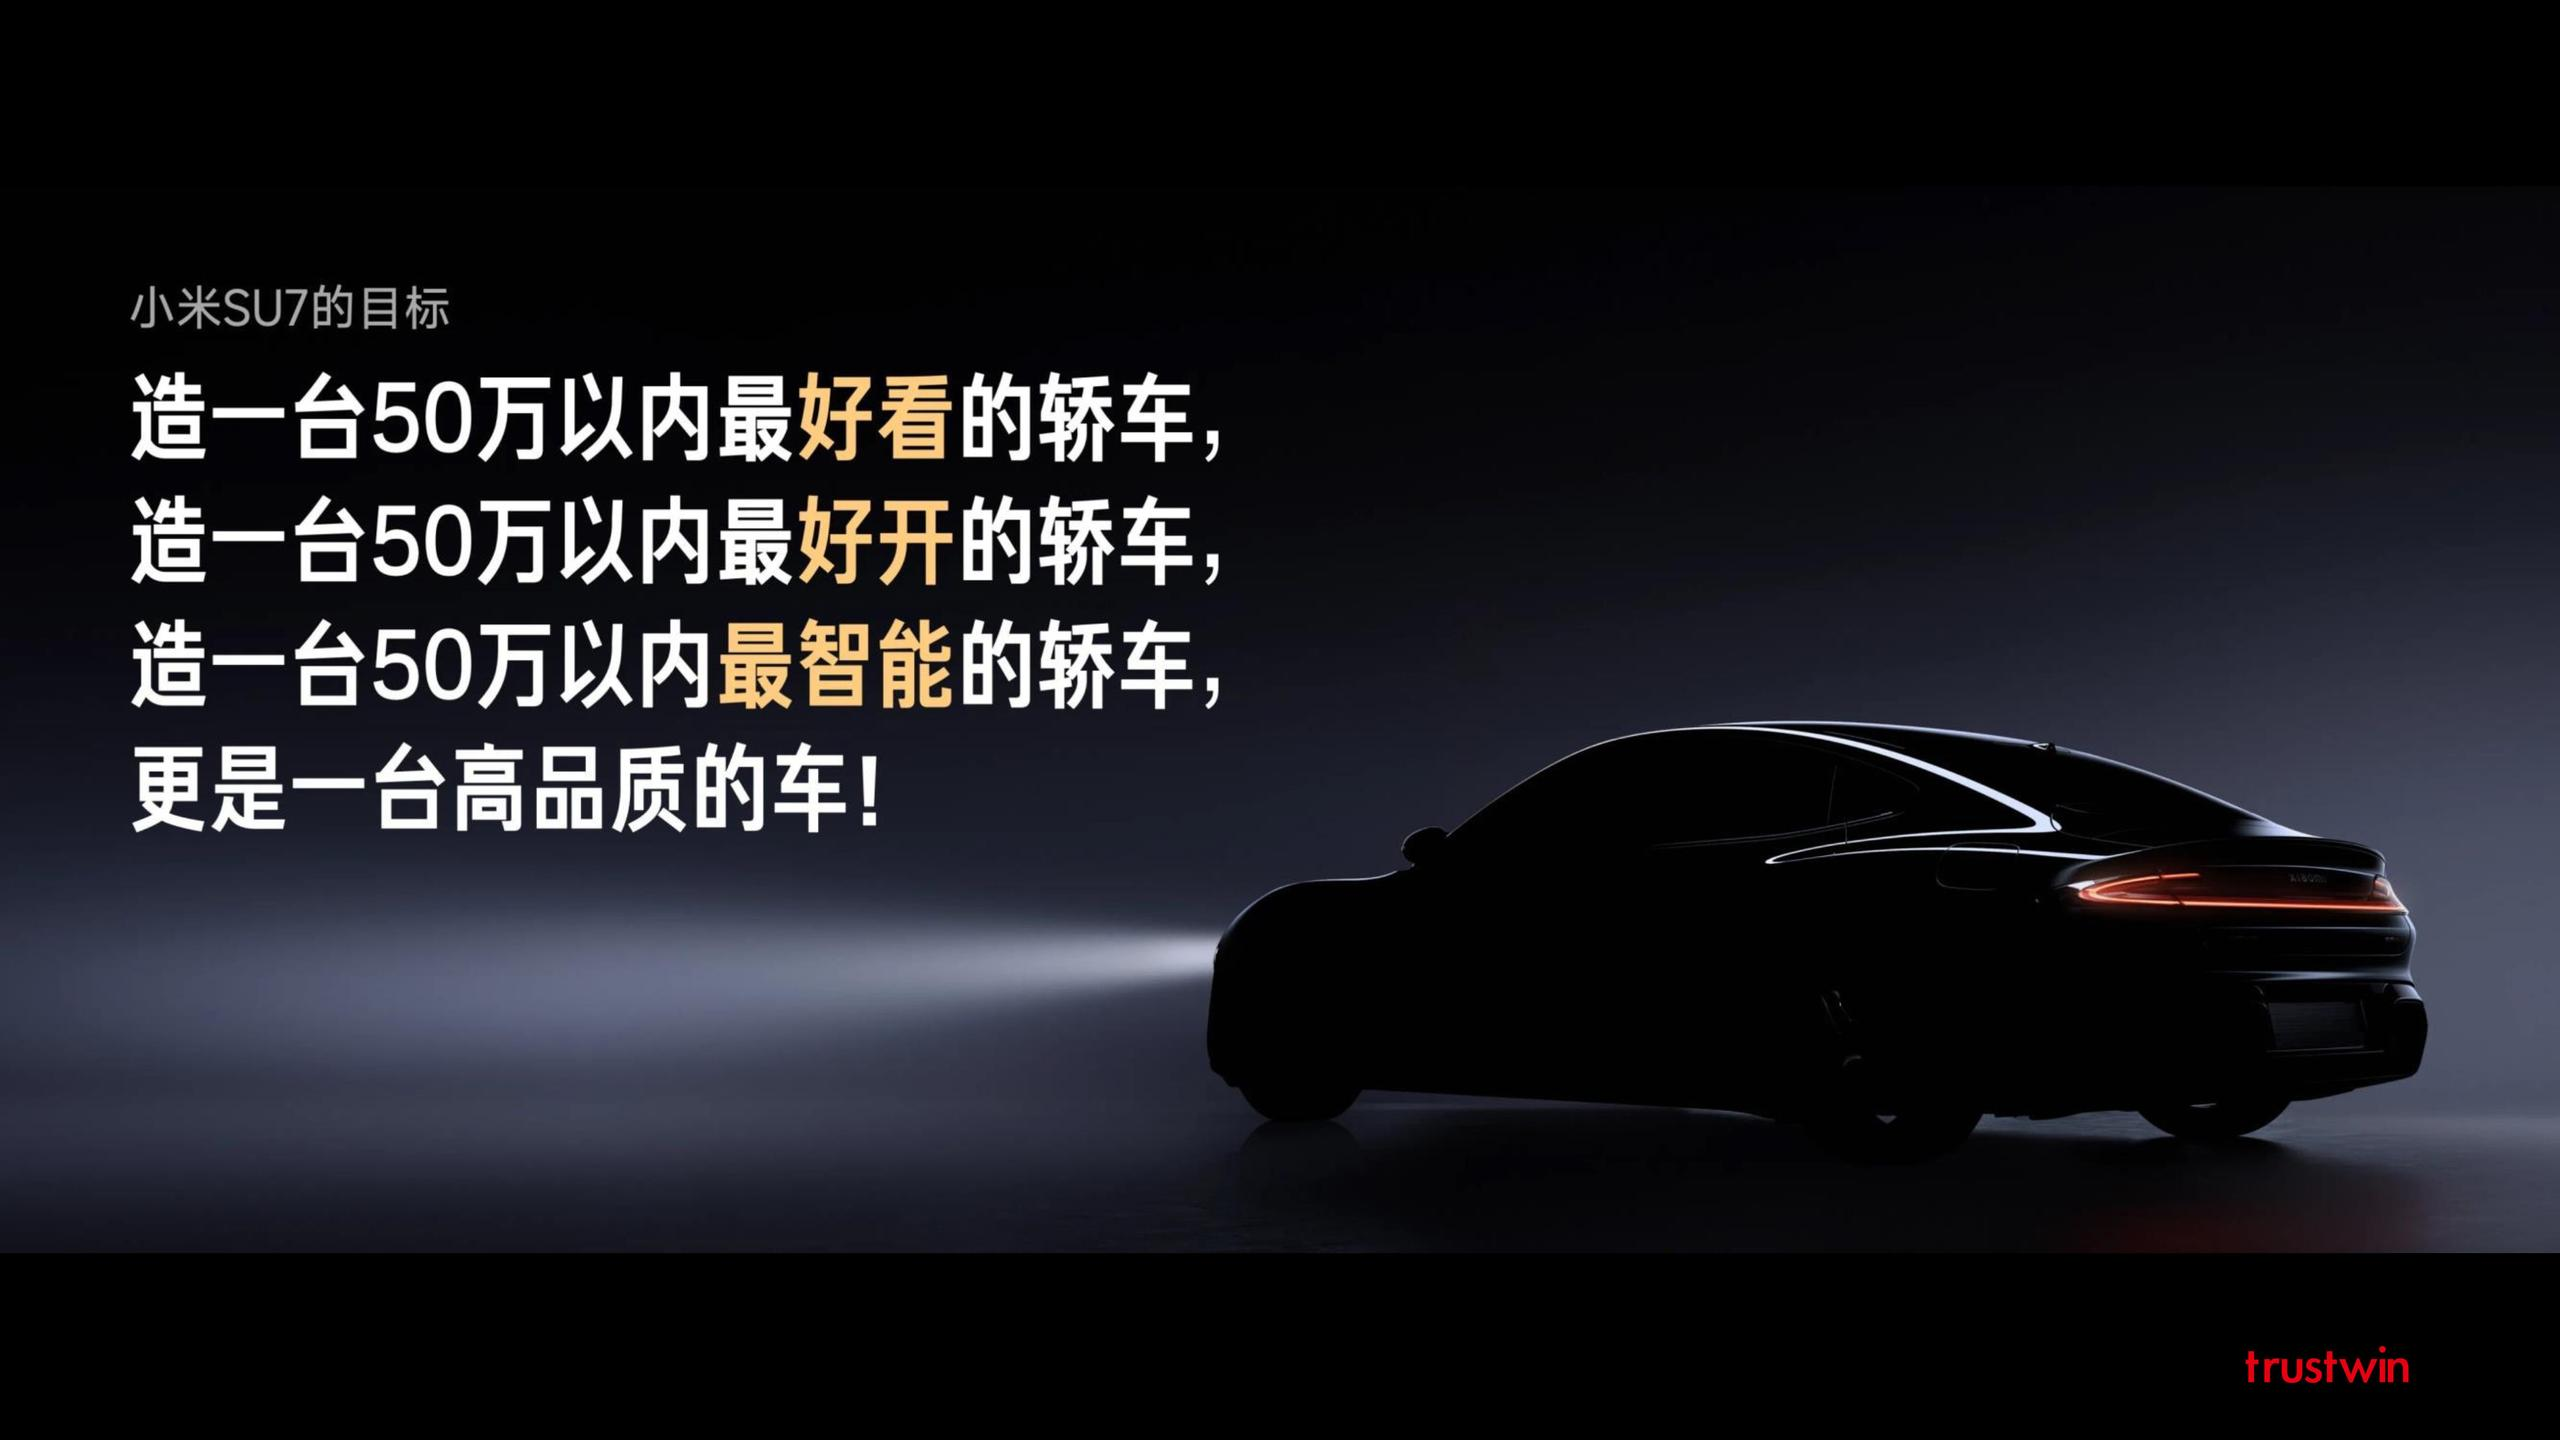 小米SU7的目标
造一台50万以内最好看的轿车，
造一台50万以内最好开的轿车，
造一台50万以内最智能的轿车，
更是一台高品质的车！
xiaomi
trustwin